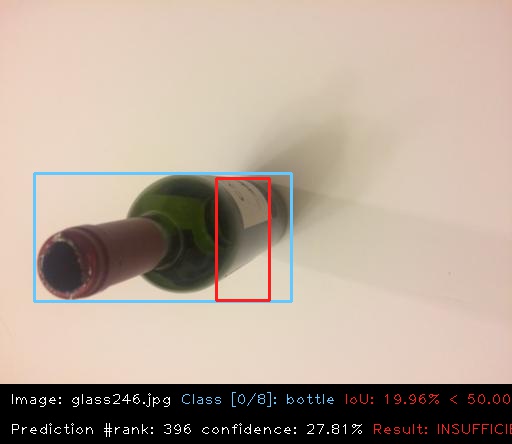 Image: glass246.jpg Class [0/8]: bottle IoU: 19.96% < 50.00
Prediction #rank: 396 confidence: 27.81% Result: INSUFFICIE